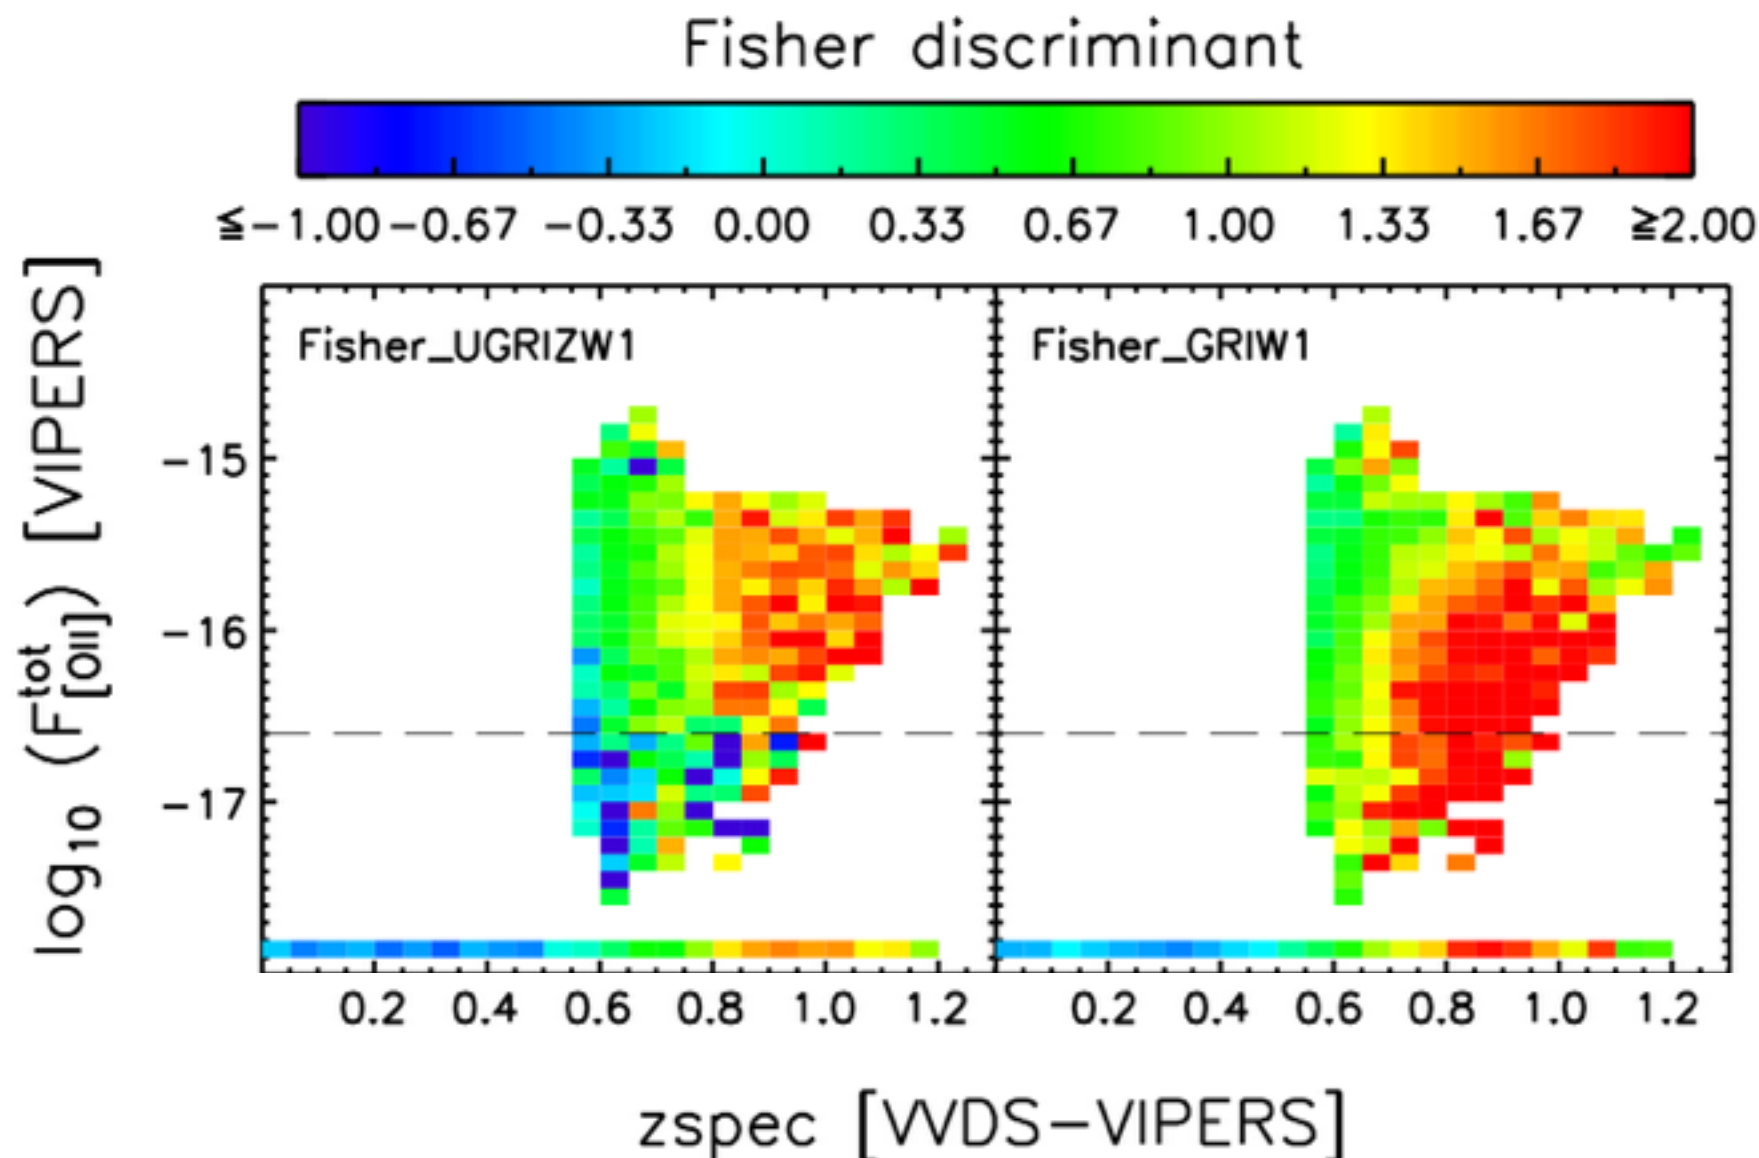 Fisher discriminant
≦−1.00 −0.67 −0.33 0.00 0.33 0.67 1.00 1.33 1.67 ≧2.00
log₁₀ (F[OII]^tot) [VIPERS]
Fisher_UGRIZW1
Fisher_GRIW1
−15
−16
−17
0.2 0.4 0.6 0.8 1.0 1.2
0.2 0.4 0.6 0.8 1.0 1.2
zspec [VVDS−VIPERS]